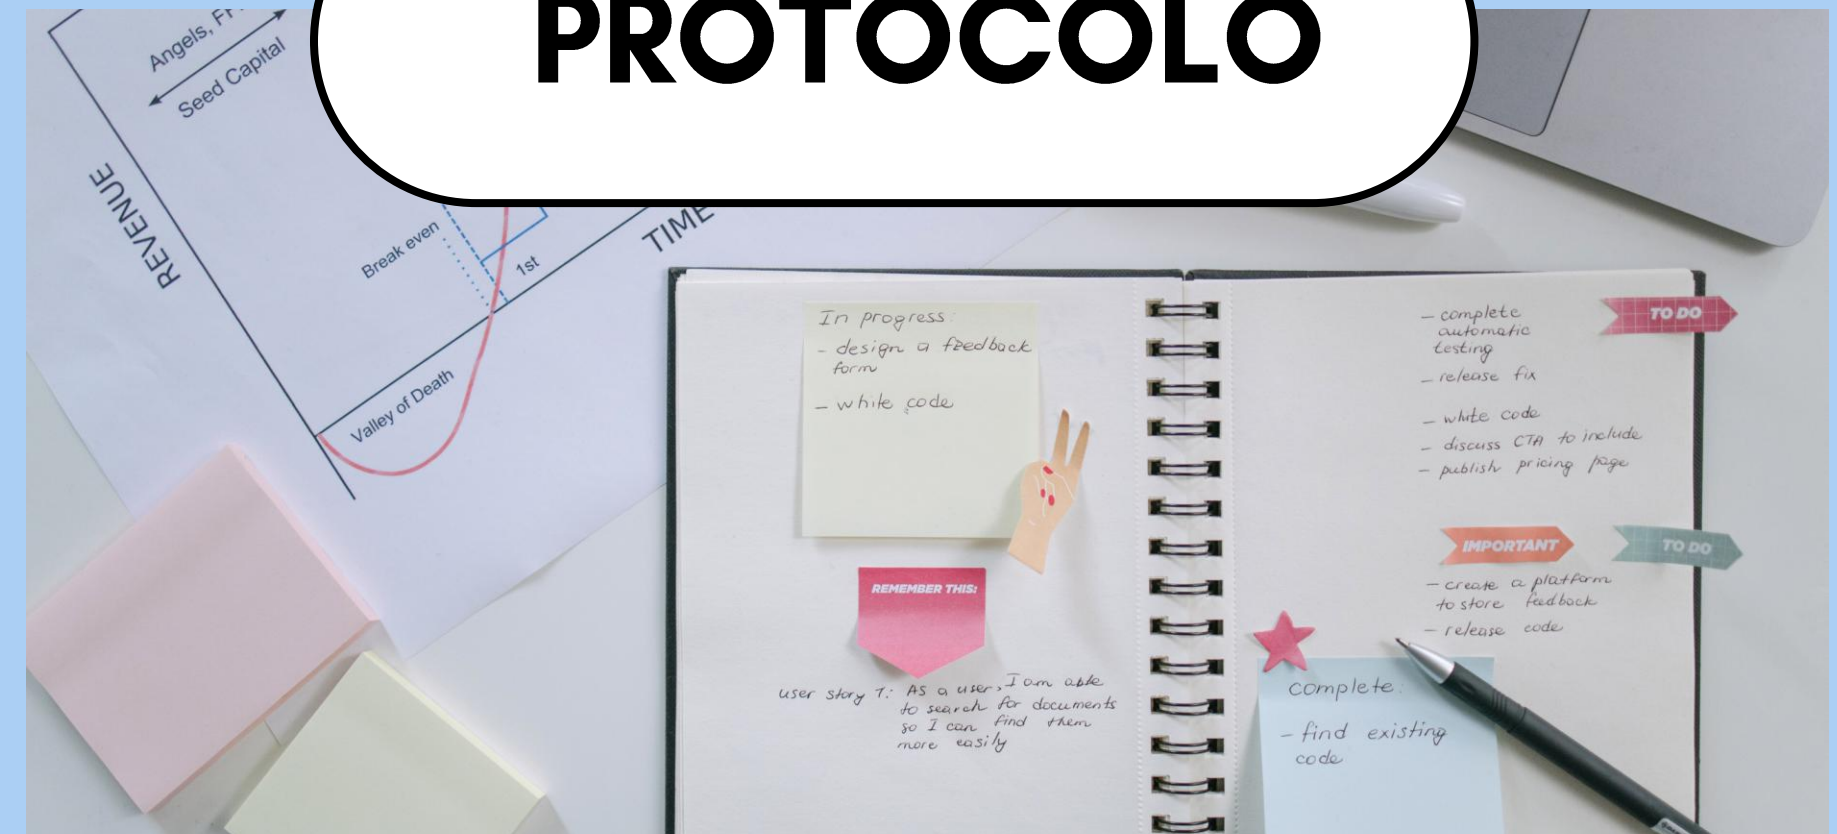 PROTOCOLO
Angels, FF
Seed Capital
REVENUE
Break even
1st
TIME
Valley of Death
In progress:
- design a feedback
form
- white code
REMEMBER THIS:
user story 1: As a user, I am able
to search for documents
so I can find them
more easily
TO DO
- complete
automatic
testing
- release fix
- white code
- discuss CTA to include
- publish pricing page
IMPORTANT
TO DO
- create a platform
to store feedback
- release code
complete:
- find existing
code